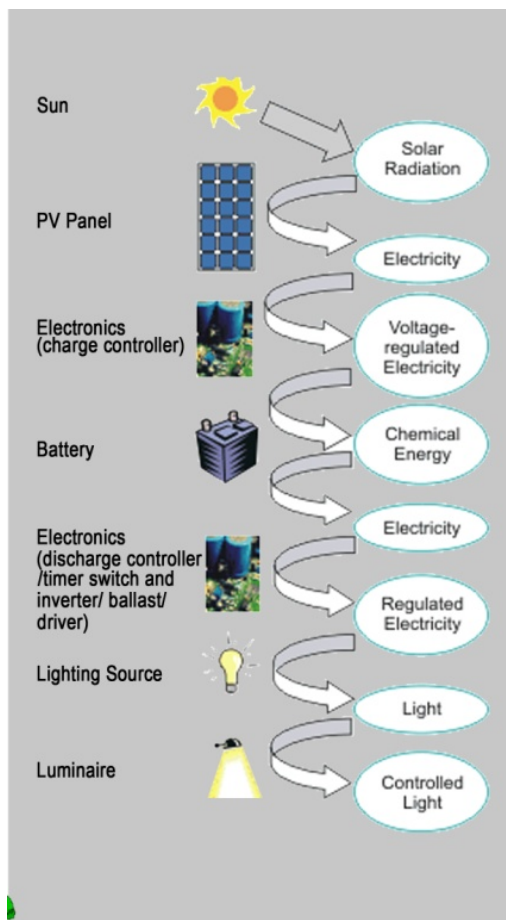 Sun
Solar
Radiation
PV Panel
Electricity
Electronics
(charge controller)
Voltage-
regulated
Electricity
Battery
Chemical
Energy
Electricity
Electronics
(discharge controller
/timer switch and
inverter/ ballast/
driver)
Regulated
Electricity
Lighting Source
Light
Luminaire
Controlled
Light